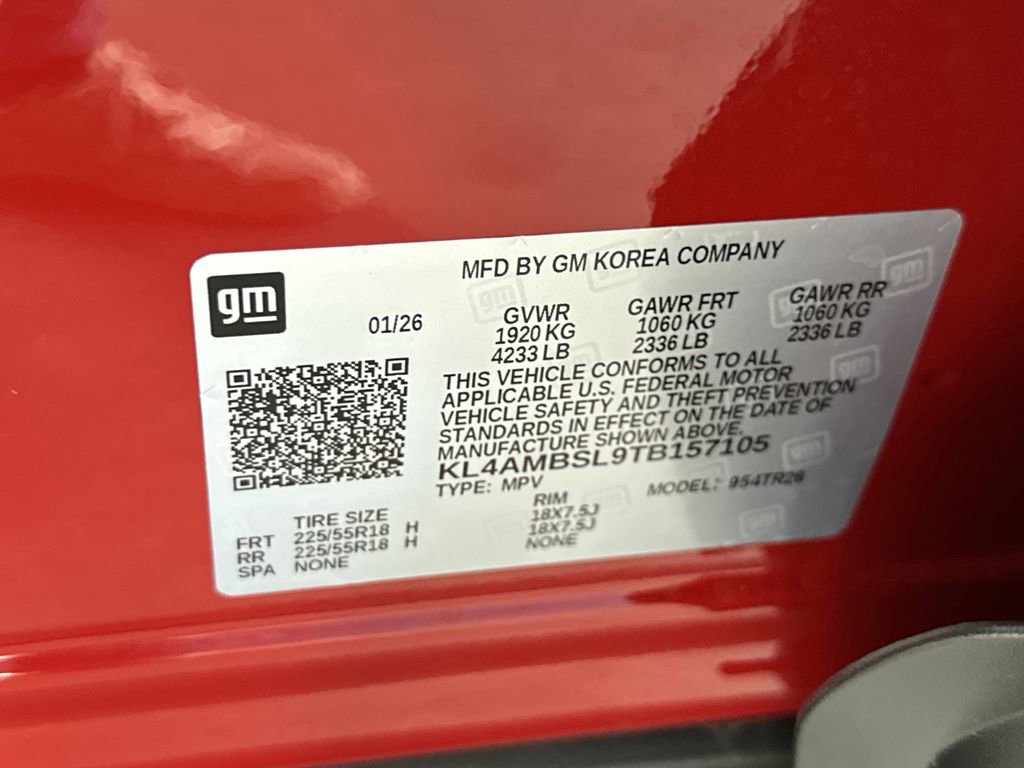 MFD BY GM KOREA COMPANY
gm
01/26
GVWR GAWR FRT GAWR RR
1920 KG 1060 KG 1060 KG
4233 LB 2336 LB 2336 LB
THIS VEHICLE CONFORMS TO ALL
APPLICABLE U.S. FEDERAL MOTOR
VEHICLE SAFETY AND THEFT PREVENTION
STANDARDS IN EFFECT ON THE DATE OF
MANUFACTURE SHOWN ABOVE.
KL4AMBSL9TB157105
TYPE: MPV MODEL: 954TR26
TIRE SIZE RIM
FRT 225/55R18 H 18X7.5J
RR 225/55R18 H 18X7.5J
SPA NONE NONE